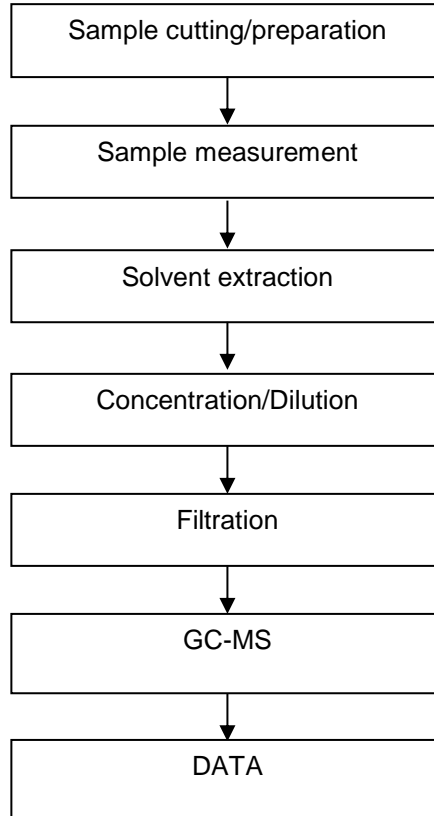 Sample cutting/preparation
Sample measurement
Solvent extraction
Concentration/Dilution
Filtration
GC-MS
DATA